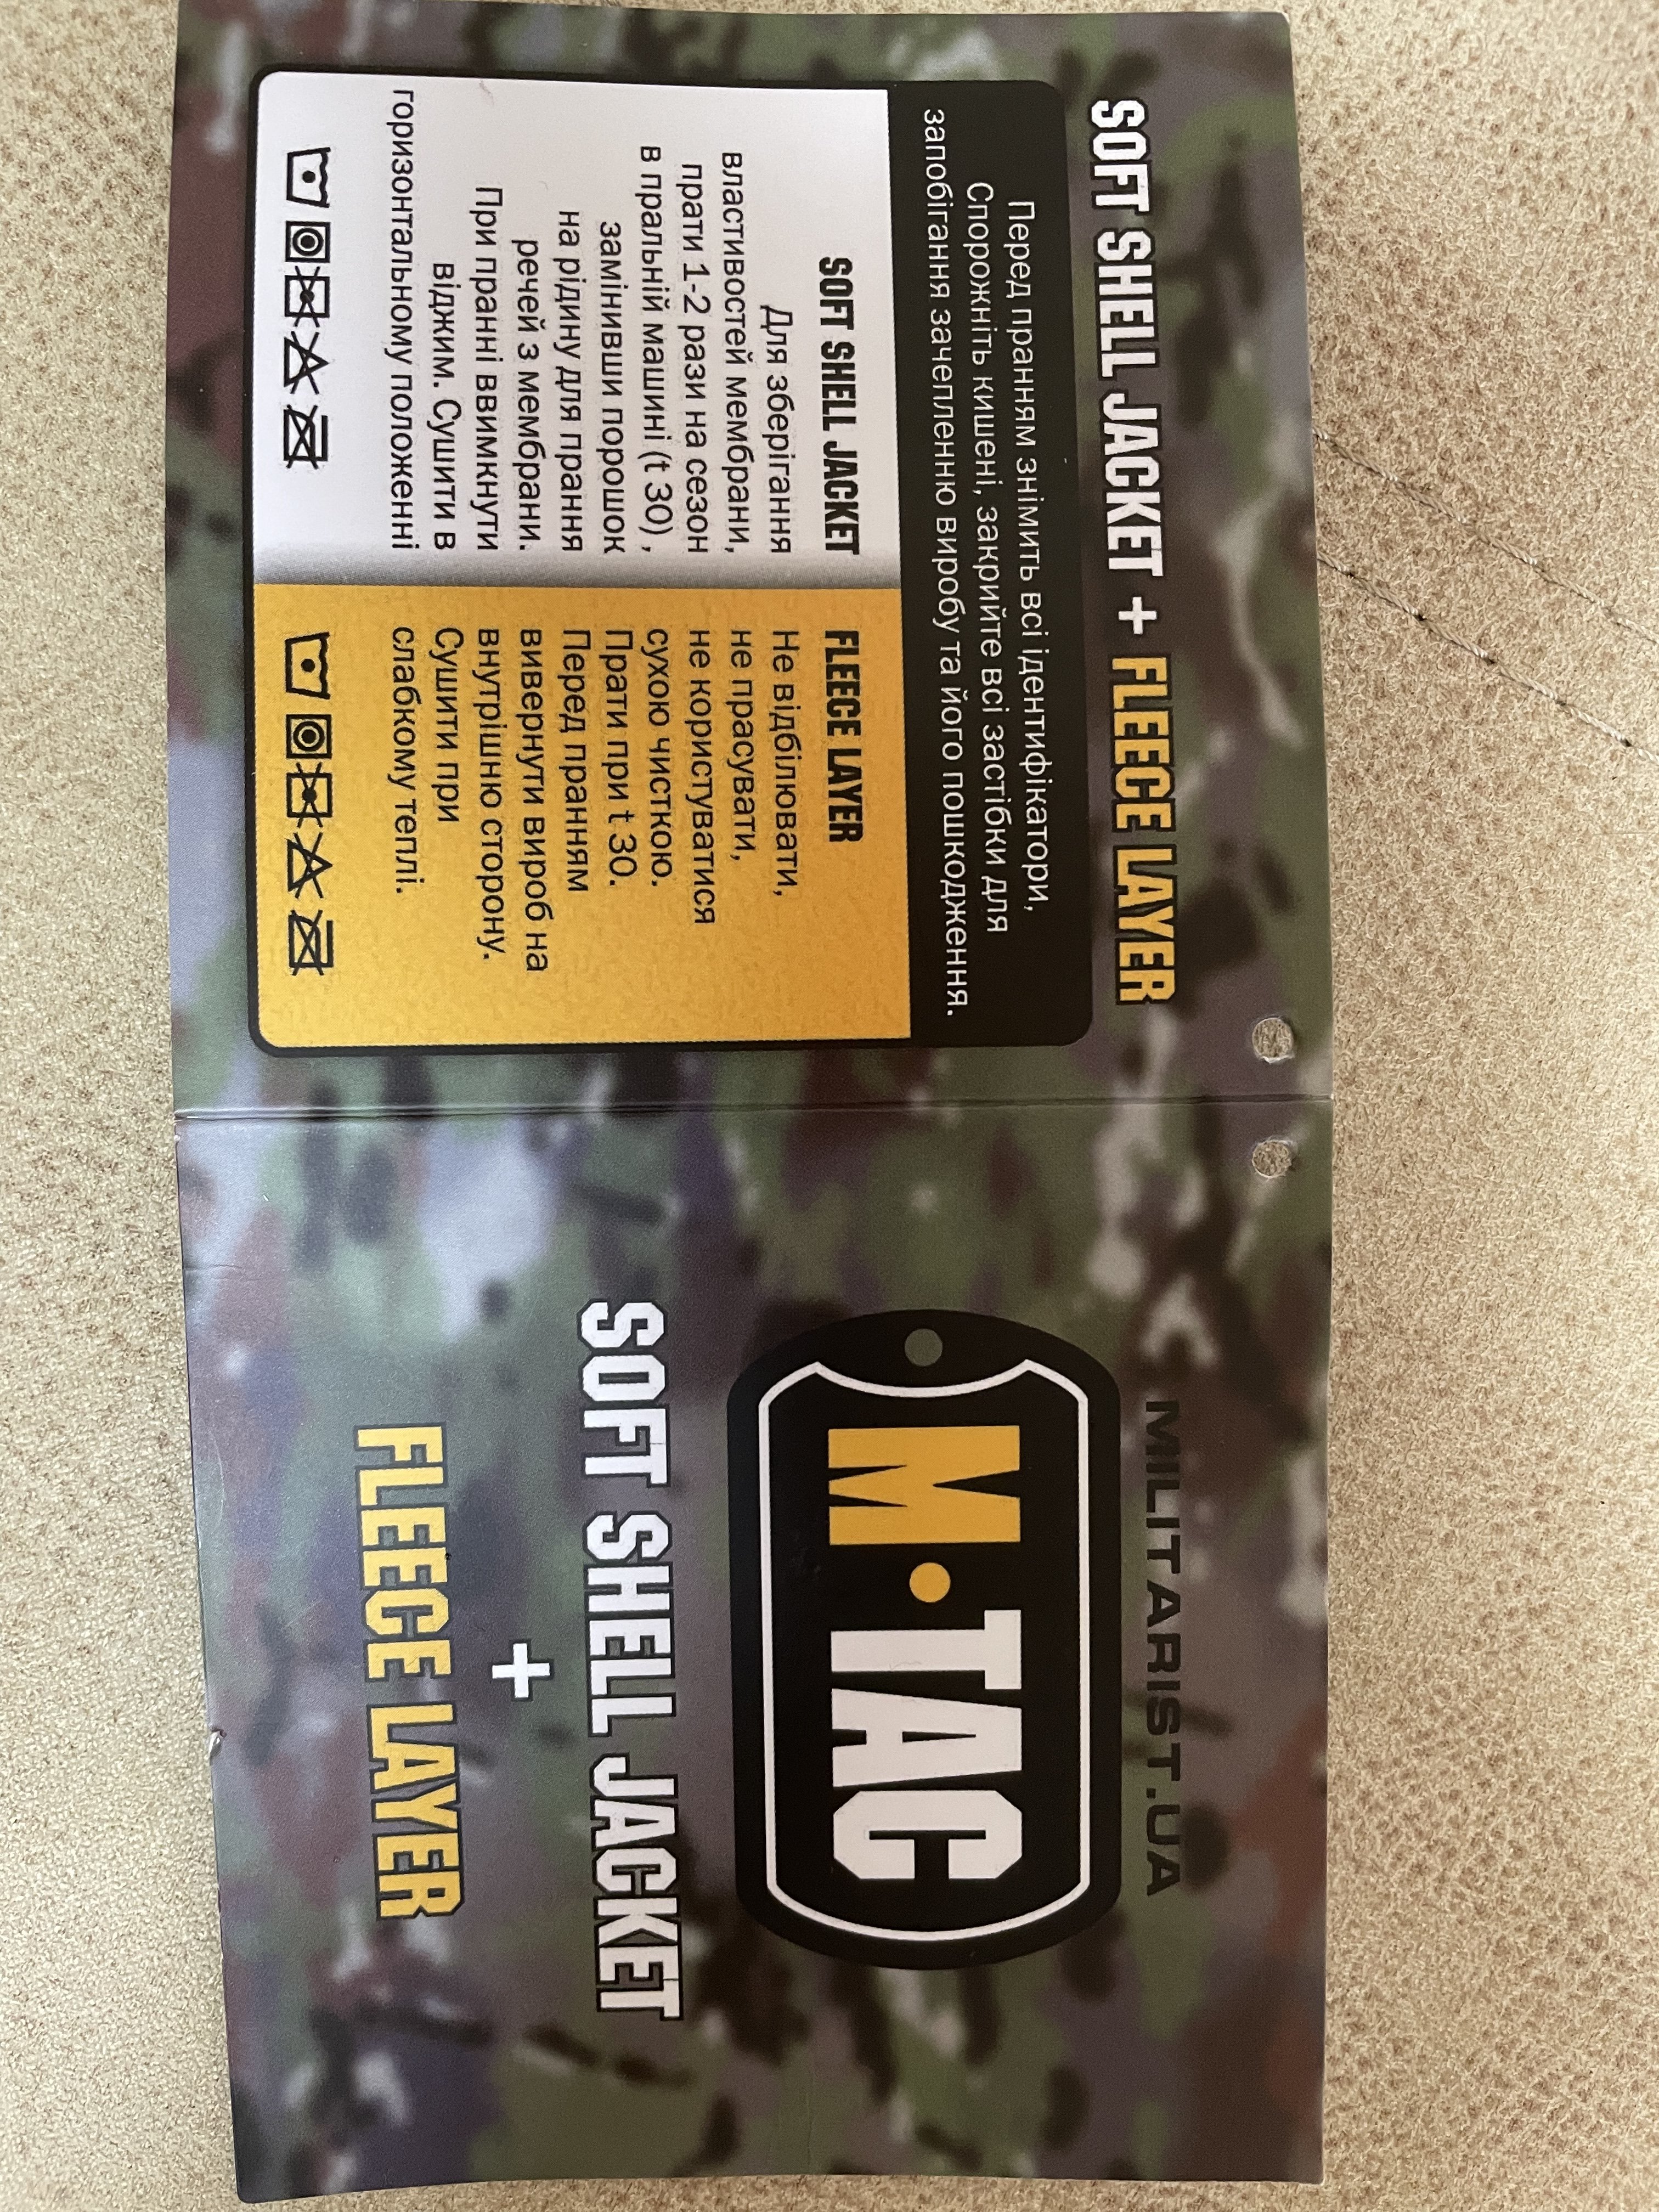 SOFT SHELL JACKET + FLEECE LAYER
Перед пранням знімить всі ідентифікатори,
Спорожніть кишені, закрийте всі застібки для
запобігання зачепленню виробу та його пошкодження.
SOFT SHELL JACKET
Для зберігання
властивостей мембрани,
прати 1-2 рази на сезон
в пральній машині (t 30) ,
замінивши порошок
на рідину для прання
речей з мембрани.
При пранні ввимкнути
віджим. Сушити в
горизонтальному положенні
FLEECE LAYER
Не відбілювати,
не прасувати,
не користуватися
сухою чисткою.
Прати при t 30.
Перед пранням
вивернути вироб на
внутрішню сторону.
Сушити при
слабкому теплі.
MILITARIST.UA
M·TAC
SOFT SHELL JACKET
+
FLEECE LAYER